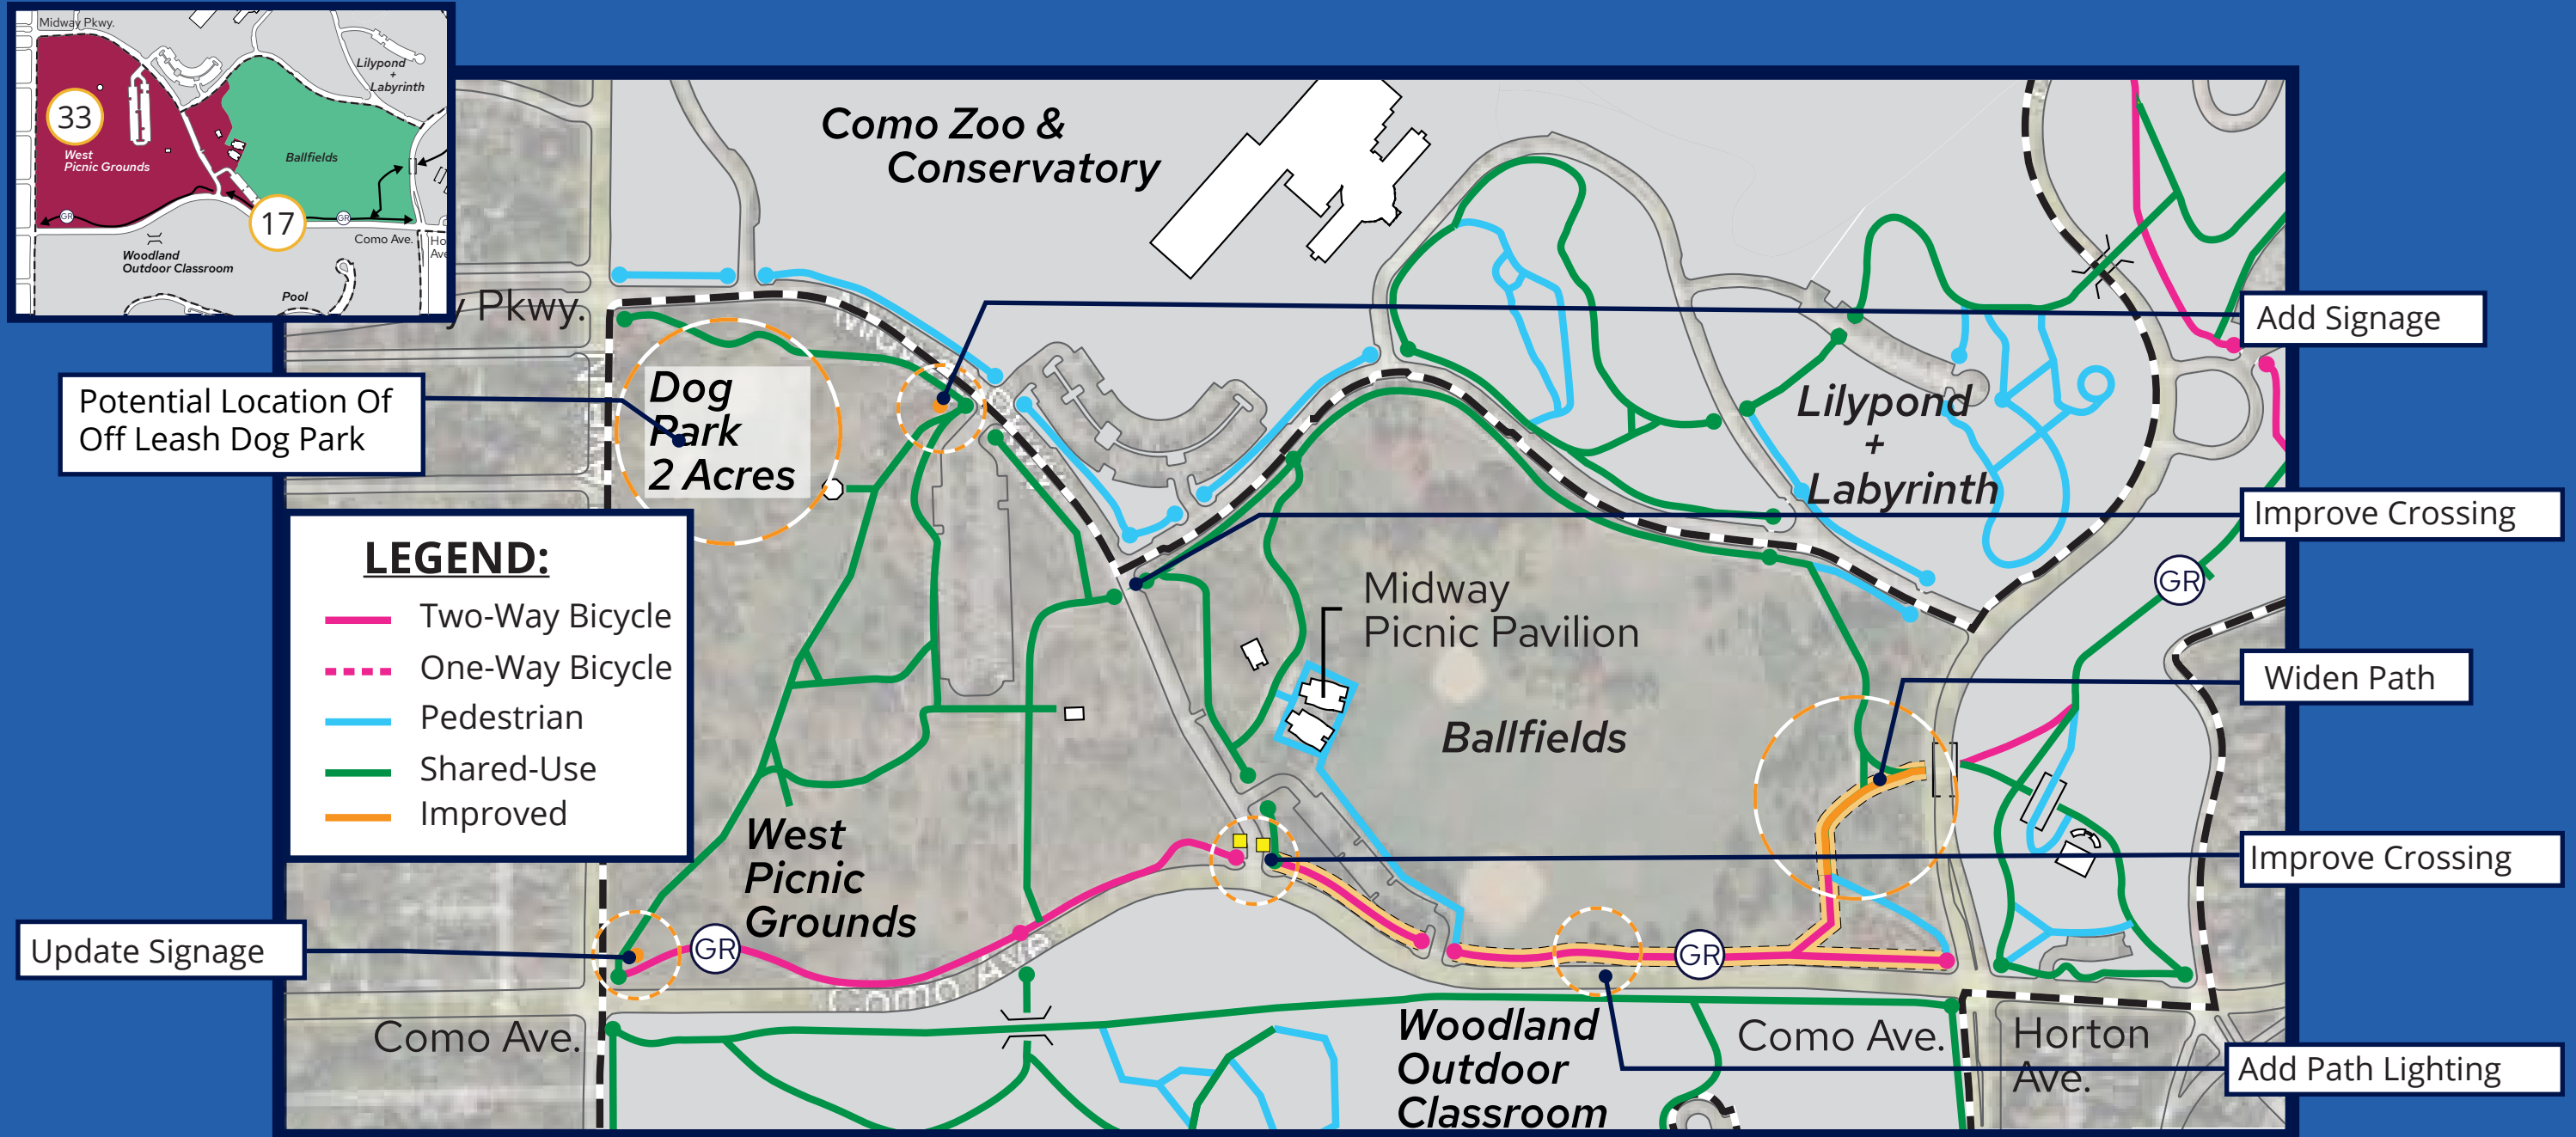 Midway Pkwy.
Lilypond
+
Labyrinth
33
West
Picnic Grounds
Ballfields
GR
17
GR
Como Ave.
Woodland
Outdoor Classroom
Pool
Como Zoo &
Conservatory
y Pkwy.
Add Signage
Potential Location Of
Off Leash Dog Park
Dog
Park
2 Acres
Lilypond
+
Labyrinth
Improve Crossing
LEGEND:
Two-Way Bicycle
One-Way Bicycle
Pedestrian
Shared-Use
Improved
Midway
Picnic Pavilion
GR
Widen Path
Ballfields
West
Picnic
Grounds
Improve Crossing
Update Signage
GR
GR
Como Ave
Como Ave.
Woodland
Outdoor
Classroom
Como Ave.
Horton
Ave.
Add Path Lighting